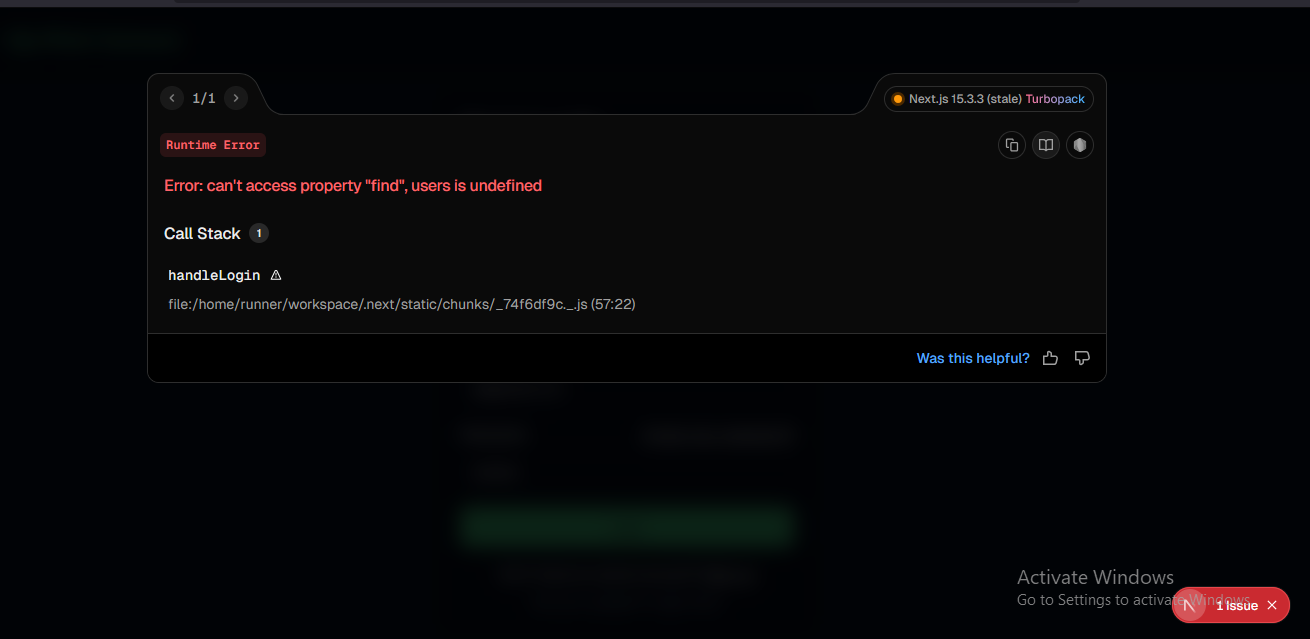 1/1
Next.js 15.3.3 (stale) Turbopack
Runtime Error
Error: can't access property "find", users is undefined
Call Stack 1
handleLogin
file:/home/runner/workspace/.next/static/chunks/_74f6df9c._.js (57:22)
Was this helpful?
Activate Windows
Go to Settings to activate Windows.
N 1 Issue